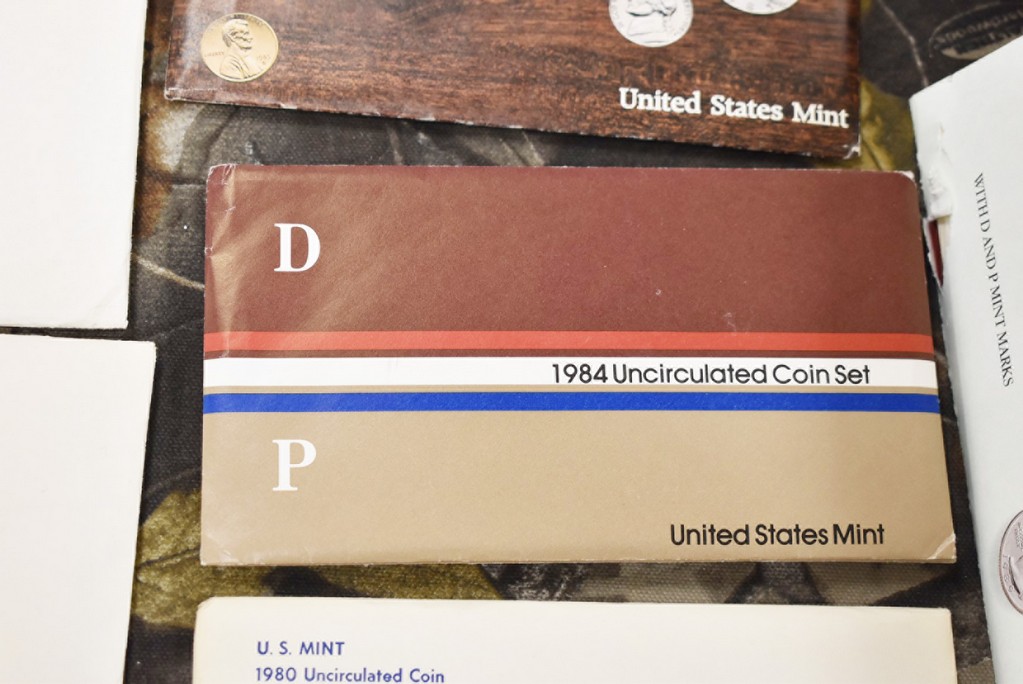 United States Mint
D
1984 Uncirculated Coin Set
P
United States Mint
U. S. MINT
1980 Uncirculated Coin
WITH D AND P MINT MARKS